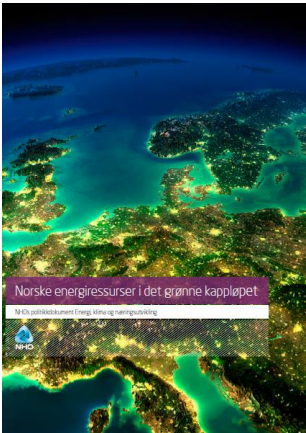 Norske energiressurser i det grønne kappløpet
NHOs politikkdokument Energi, klima og næringsutvikling
NHO